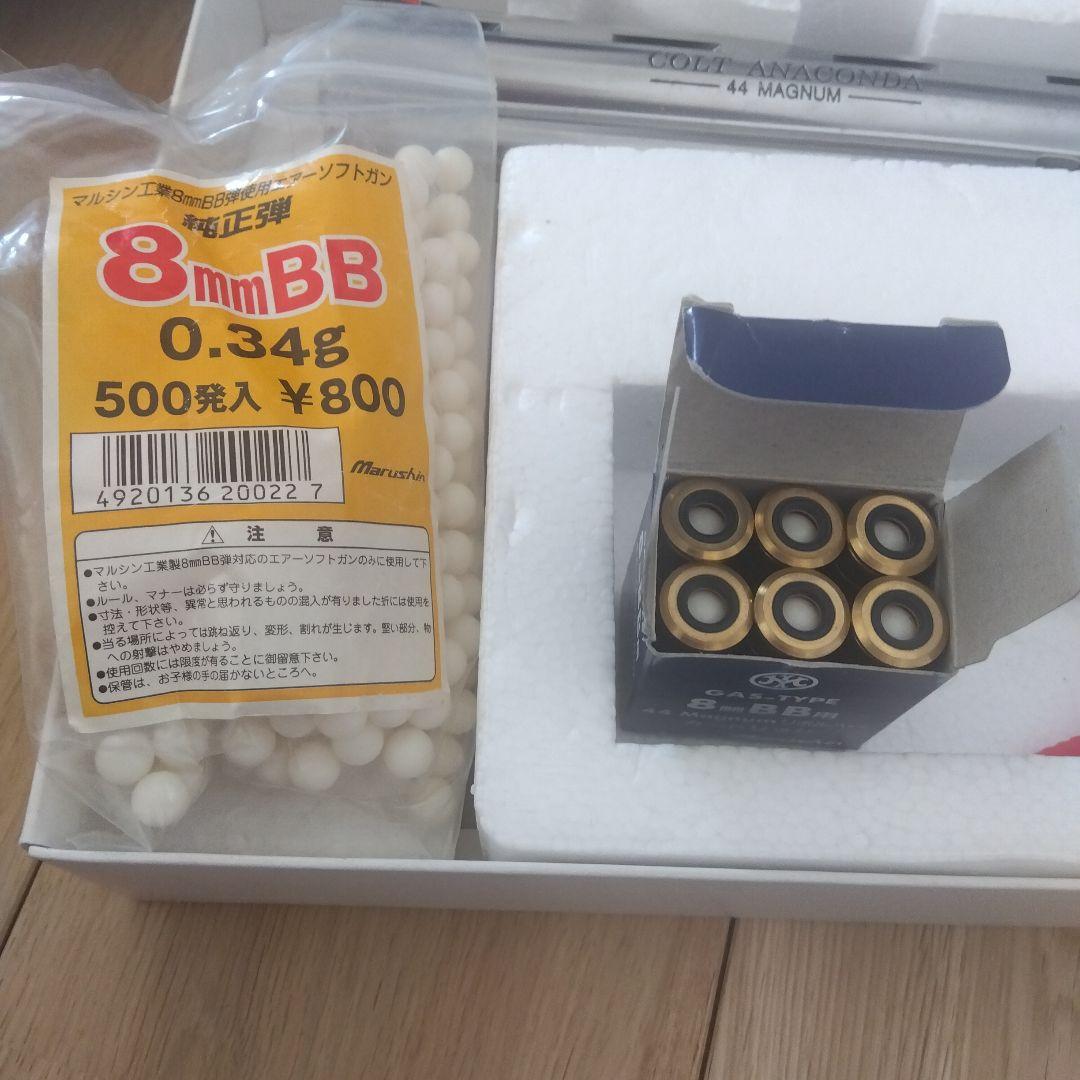 COLT ANACONDA
44 MAGNUM
マルシン工業8mmBB弾使用エアーソフトガン
純正弾
8mmBB
0.34g
500発入 ¥800
4920136 200227
Marushin
注 意
●マルシン工業製8mmBB弾対応のエアーソフトガンのみに使用して下
さい。
●ルール、マナーは必らず守りましょう。
●寸法・形状等、異常と思われるものの混入が有りました折には使用を
控えて下さい。
●当る場所によっては跳ね返り、変形、割れが生じます。堅い部分、物
への射撃はやめましょう。
●使用回数には限度が有ることに御留意下さい。
●保管は、お子様の手の届かないところへ。
GAS-TYPE
8mm BB用
44 Magnum